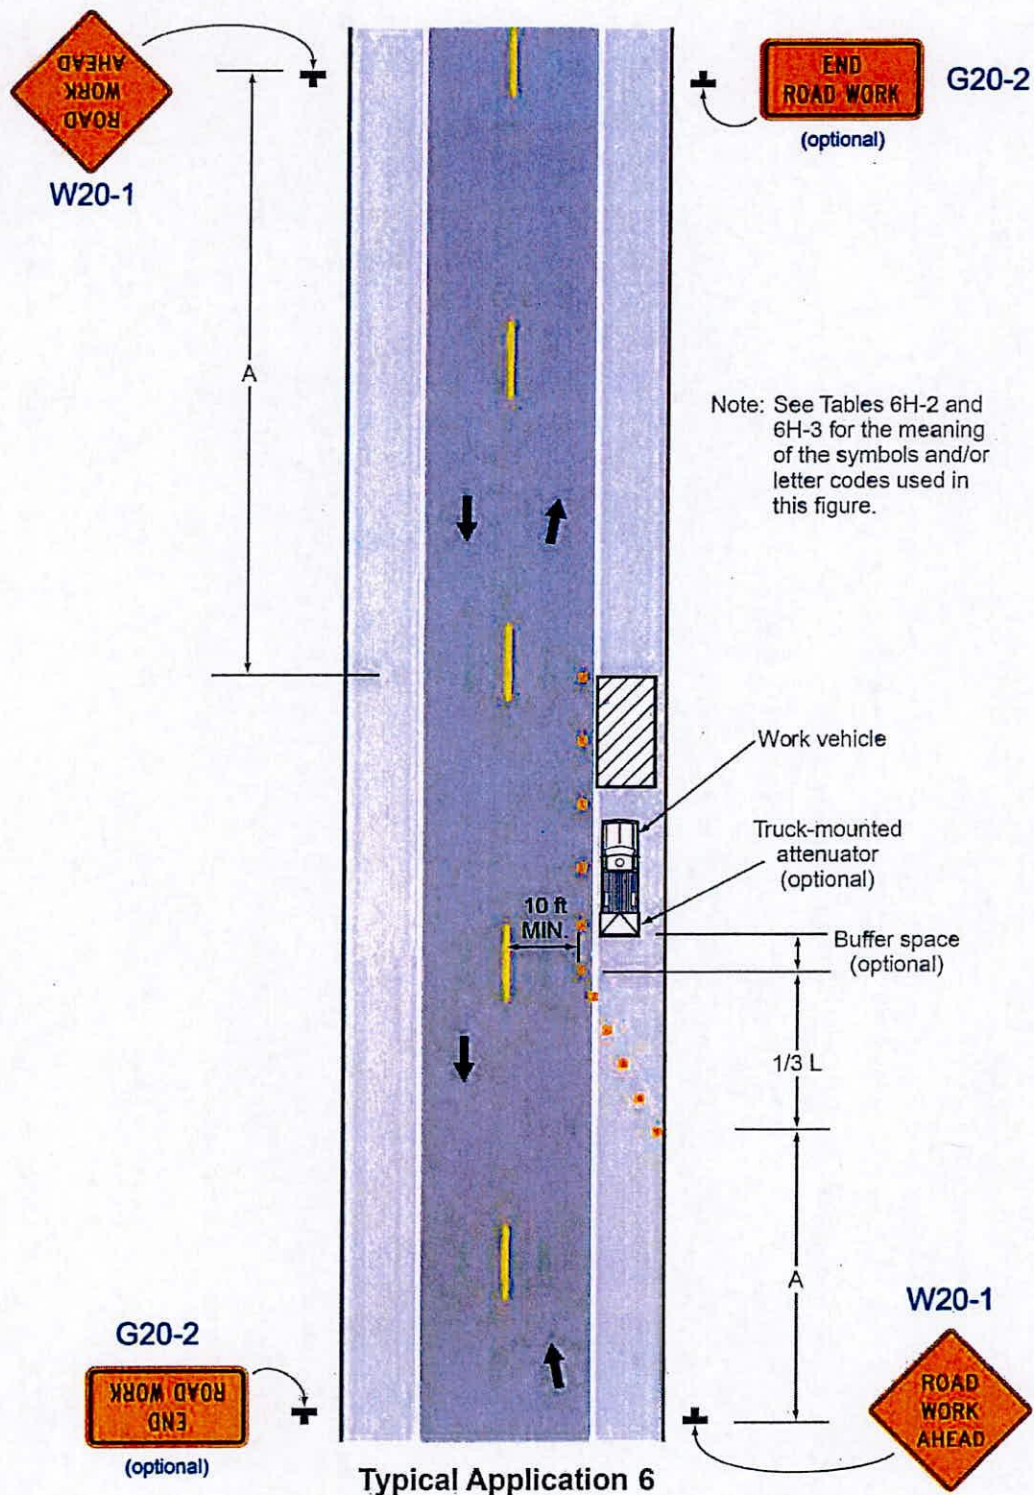 ROAD
WORK
AHEAD
W20-1
END
ROAD WORK
(optional)
G20-2
A
Note: See Tables 6H-2 and
6H-3 for the meaning
of the symbols and/or
letter codes used in
this figure.
Work vehicle
Truck-mounted
attenuator
(optional)
10 ft
MIN.
Buffer space
(optional)
1/3 L
A
G20-2
END
ROAD WORK
(optional)
W20-1
ROAD
WORK
AHEAD
Typical Application 6